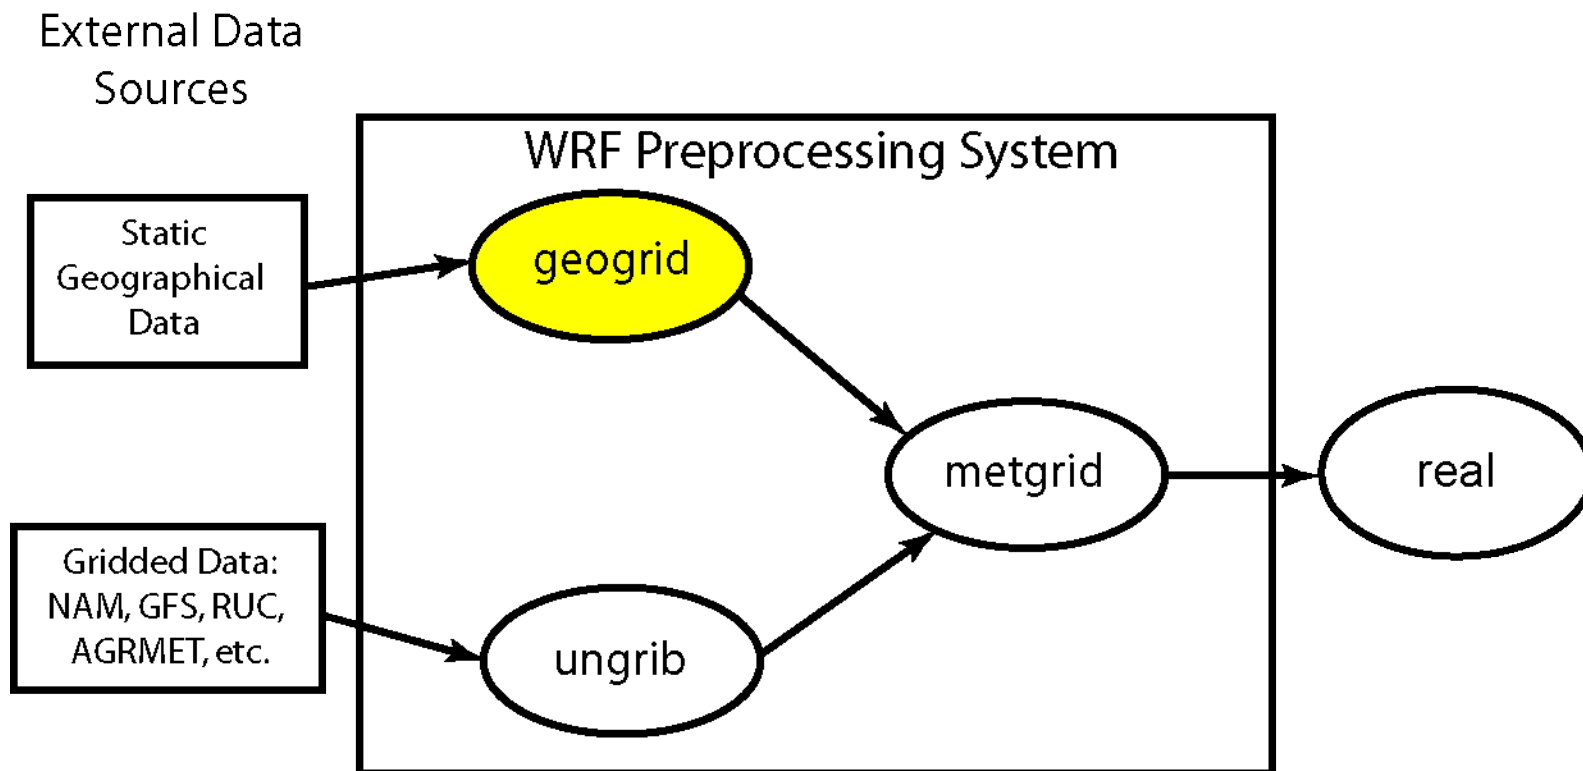 External Data
Sources
WRF Preprocessing System
Static
Geographical
Data
geogrid
metgrid
real
Gridded Data:
NAM, GFS, RUC,
AGRMET, etc.
ungrib